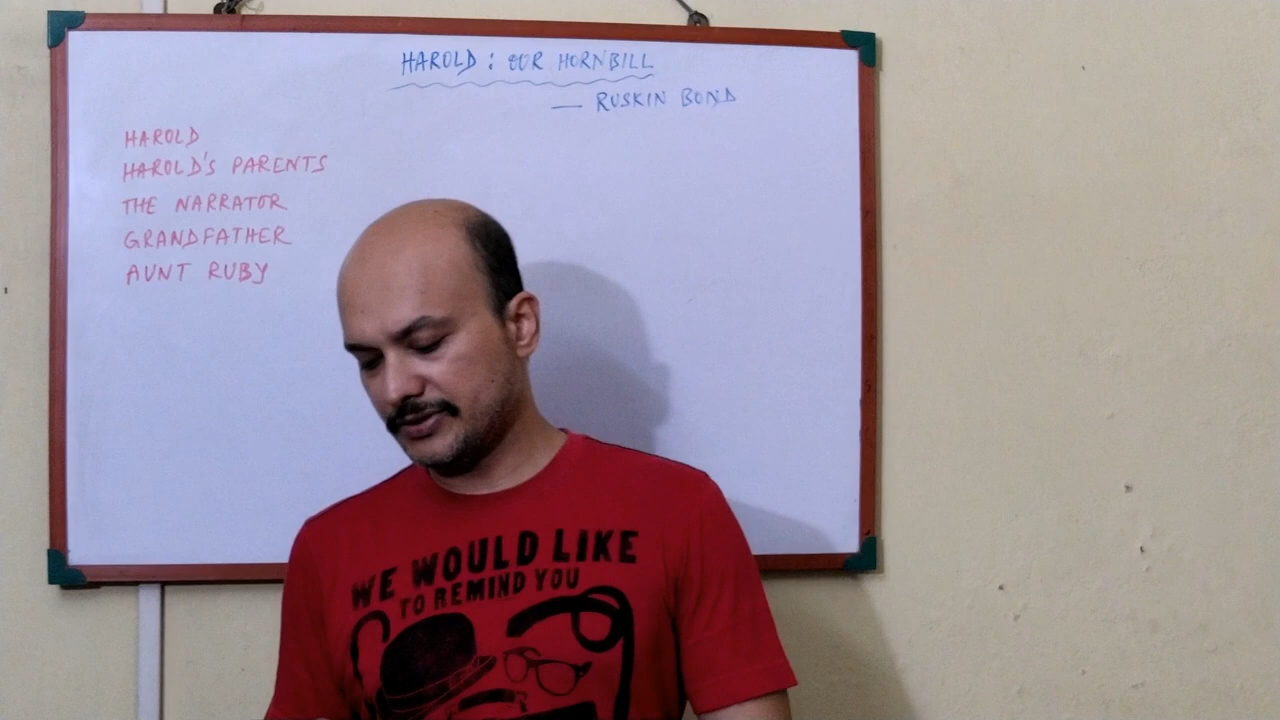 HAROLD : OUR HORNBILL
— RUSKIN BOND
HAROLD
HAROLD'S PARENTS
THE NARRATOR
GRANDFATHER
AUNT RUBY
WE WOULD LIKE
TO REMIND YOU